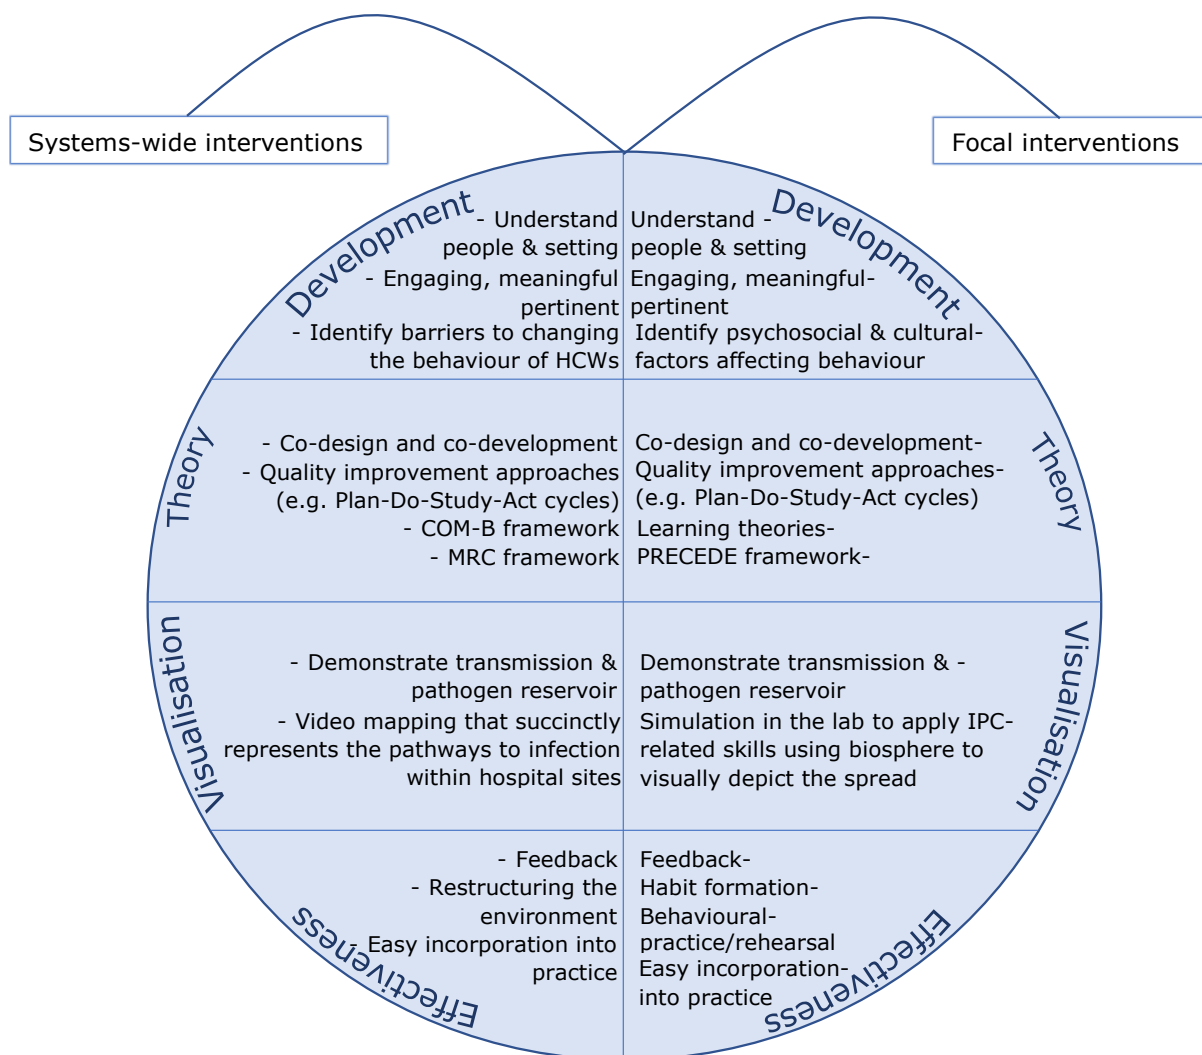 Systems-wide interventions
Focal interventions
Development
- Understand
people & setting
- Engaging, meaningful
pertinent
- Identify barriers to changing
the behaviour of HCWs
Development
Understand -
people & setting
Engaging, meaningful-
pertinent
Identify psychosocial & cultural-
factors affecting behaviour
Theory
- Co-design and co-development
- Quality improvement approaches
(e.g. Plan-Do-Study-Act cycles)
- COM-B framework
- MRC framework
Theory
Co-design and co-development-
Quality improvement approaches-
(e.g. Plan-Do-Study-Act cycles)
Learning theories-
PRECEDE framework-
Visualisation
- Demonstrate transmission &
pathogen reservoir
- Video mapping that succinctly
represents the pathways to infection
within hospital sites
Visualisation
Demonstrate transmission & -
pathogen reservoir
Simulation in the lab to apply IPC-
related skills using biosphere to
visually depict the spread
Effectiveness
- Feedback
- Restructuring the
environment
- Easy incorporation into
practice
Effectiveness
Feedback-
Habit formation-
Behavioural-
practice/rehearsal
Easy incorporation-
into practice